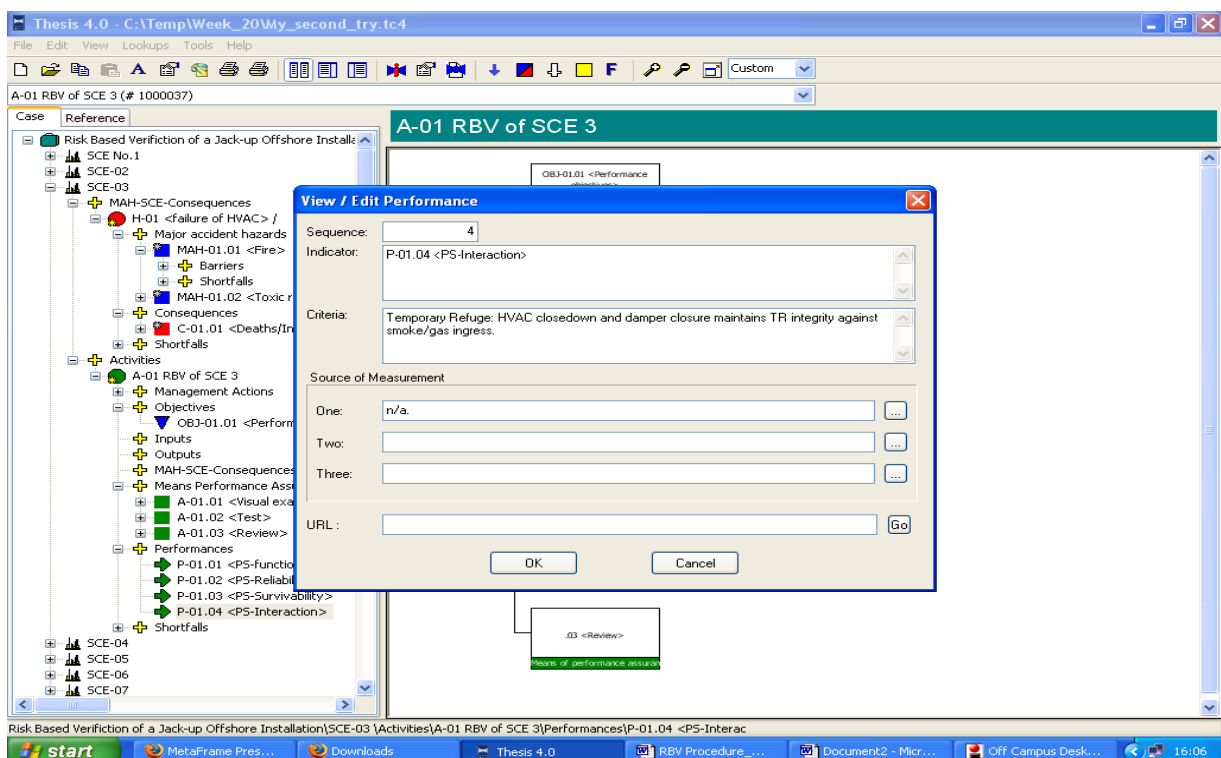 Thesis 4.0 - C:\Temp\Week_20\My_second_try.tc4
File Edit View Lookups Tools Help
Custom
A-01 RBV of SCE 3 (# 1000037)
Case Reference
A-01 RBV of SCE 3
Risk Based Verifiction of a Jack-up Offshore Installa
SCE No.1
SCE-02
SCE-03
MAH-SCE-Consequences
H-01 <failure of HVAC> /
Major accident hazards
MAH-01.01 <Fire>
Barriers
Shortfalls
MAH-01.02 <Toxic r
Consequences
C-01.01 <Deaths/In
Shortfalls
Activities
A-01 RBV of SCE 3
Management Actions
Objectives
OBJ-01.01 <Perform
Inputs
Outputs
MAH-SCE-Consequences
Means Performance Ass
A-01.01 <Visual exa
A-01.02 <Test>
A-01.03 <Review>
Performances
P-01.01 <PS-functio
P-01.02 <PS-Reliabil
P-01.03 <PS-Survivability>
P-01.04 <PS-Interaction>
Shortfalls
SCE-04
SCE-05
SCE-06
SCE-07
OBJ-01.01 <Performance
View / Edit Performance
Sequence: 4
Indicator: P-01.04 <PS-Interaction>
Criteria: Temporary Refuge: HVAC closedown and damper closure maintains TR integrity against
smoke/gas ingress.
Source of Measurement
One: n/a. ...
Two: ...
Three: ...
URL : Go
OK Cancel
.03 <Review>
Means of performance assuran
Risk Based Verifiction of a Jack-up Offshore Installation\SCE-03 \Activities\A-01 RBV of SCE 3\Performances\P-01.04 <PS-Interac
start MetaFrame Pres... Downloads Thesis 4.0 RBV Procedure_... Document2 - Micr... Off Campus Desk... 16:06